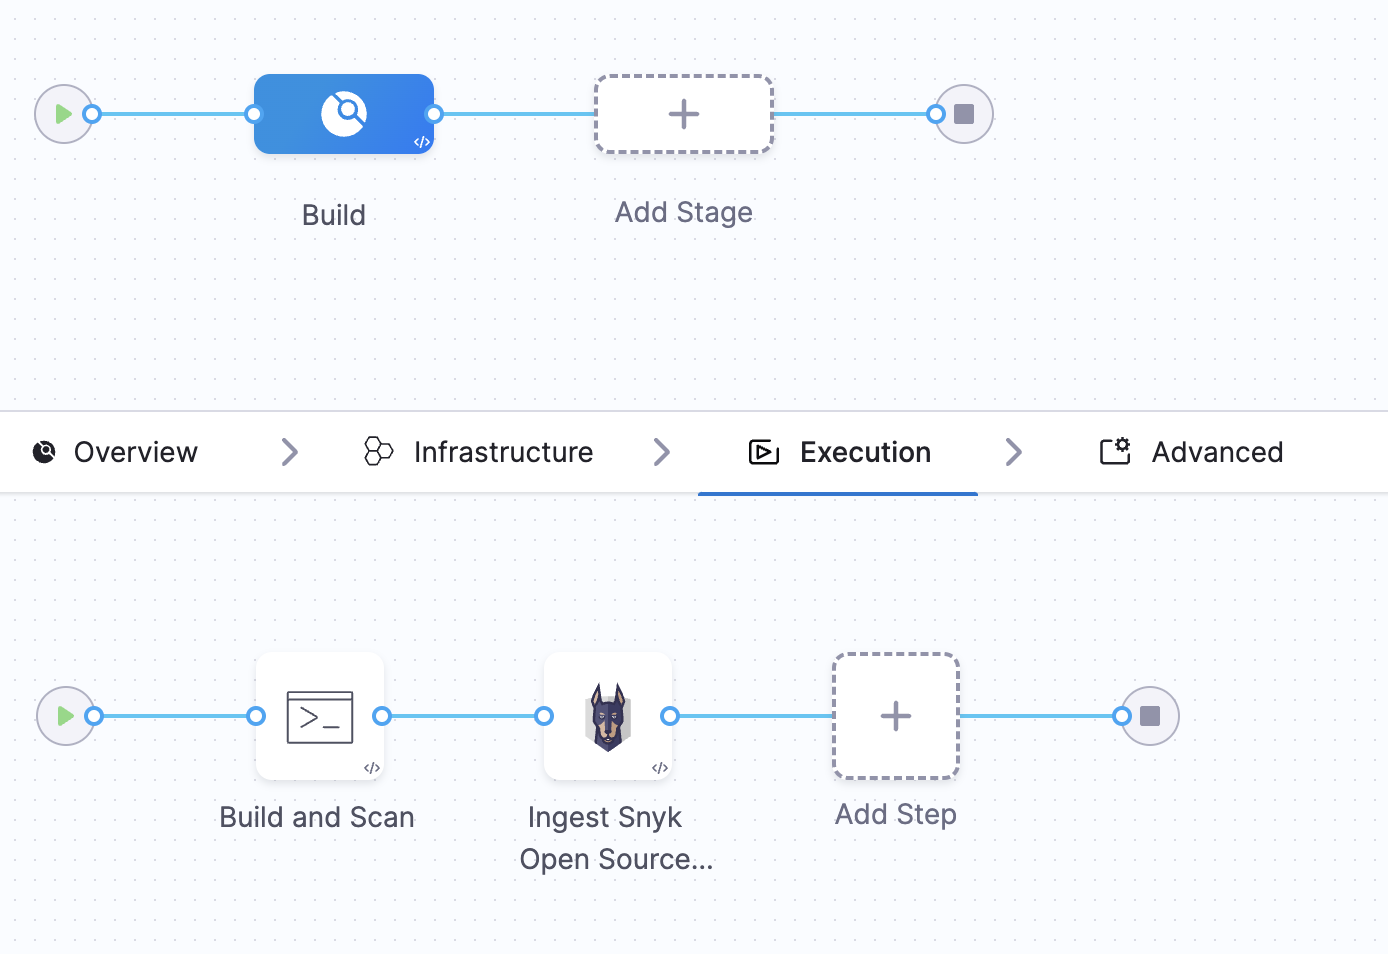 </>
Build
Add Stage
Overview
Infrastructure
Execution
Advanced
>_
</>
</>
Build and Scan
Ingest Snyk
Open Source...
Add Step